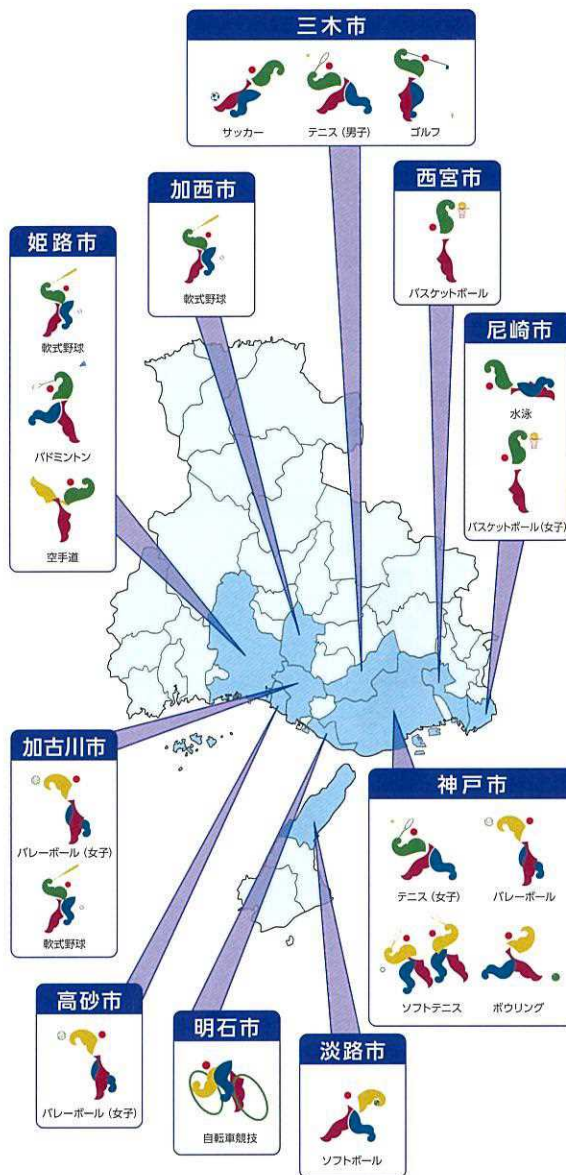 三木市
サッカー
テニス（男子）
ゴルフ
加西市
軟式野球
西宮市
バスケットボール
姫路市
軟式野球
バドミントン
空手道
尼崎市
水泳
バスケットボール（女子）
加古川市
バレーボール（女子）
軟式野球
神戸市
テニス（女子）
バレーボール
ソフトテニス
ボウリング
高砂市
バレーボール（女子）
明石市
自転車競技
淡路市
ソフトボール